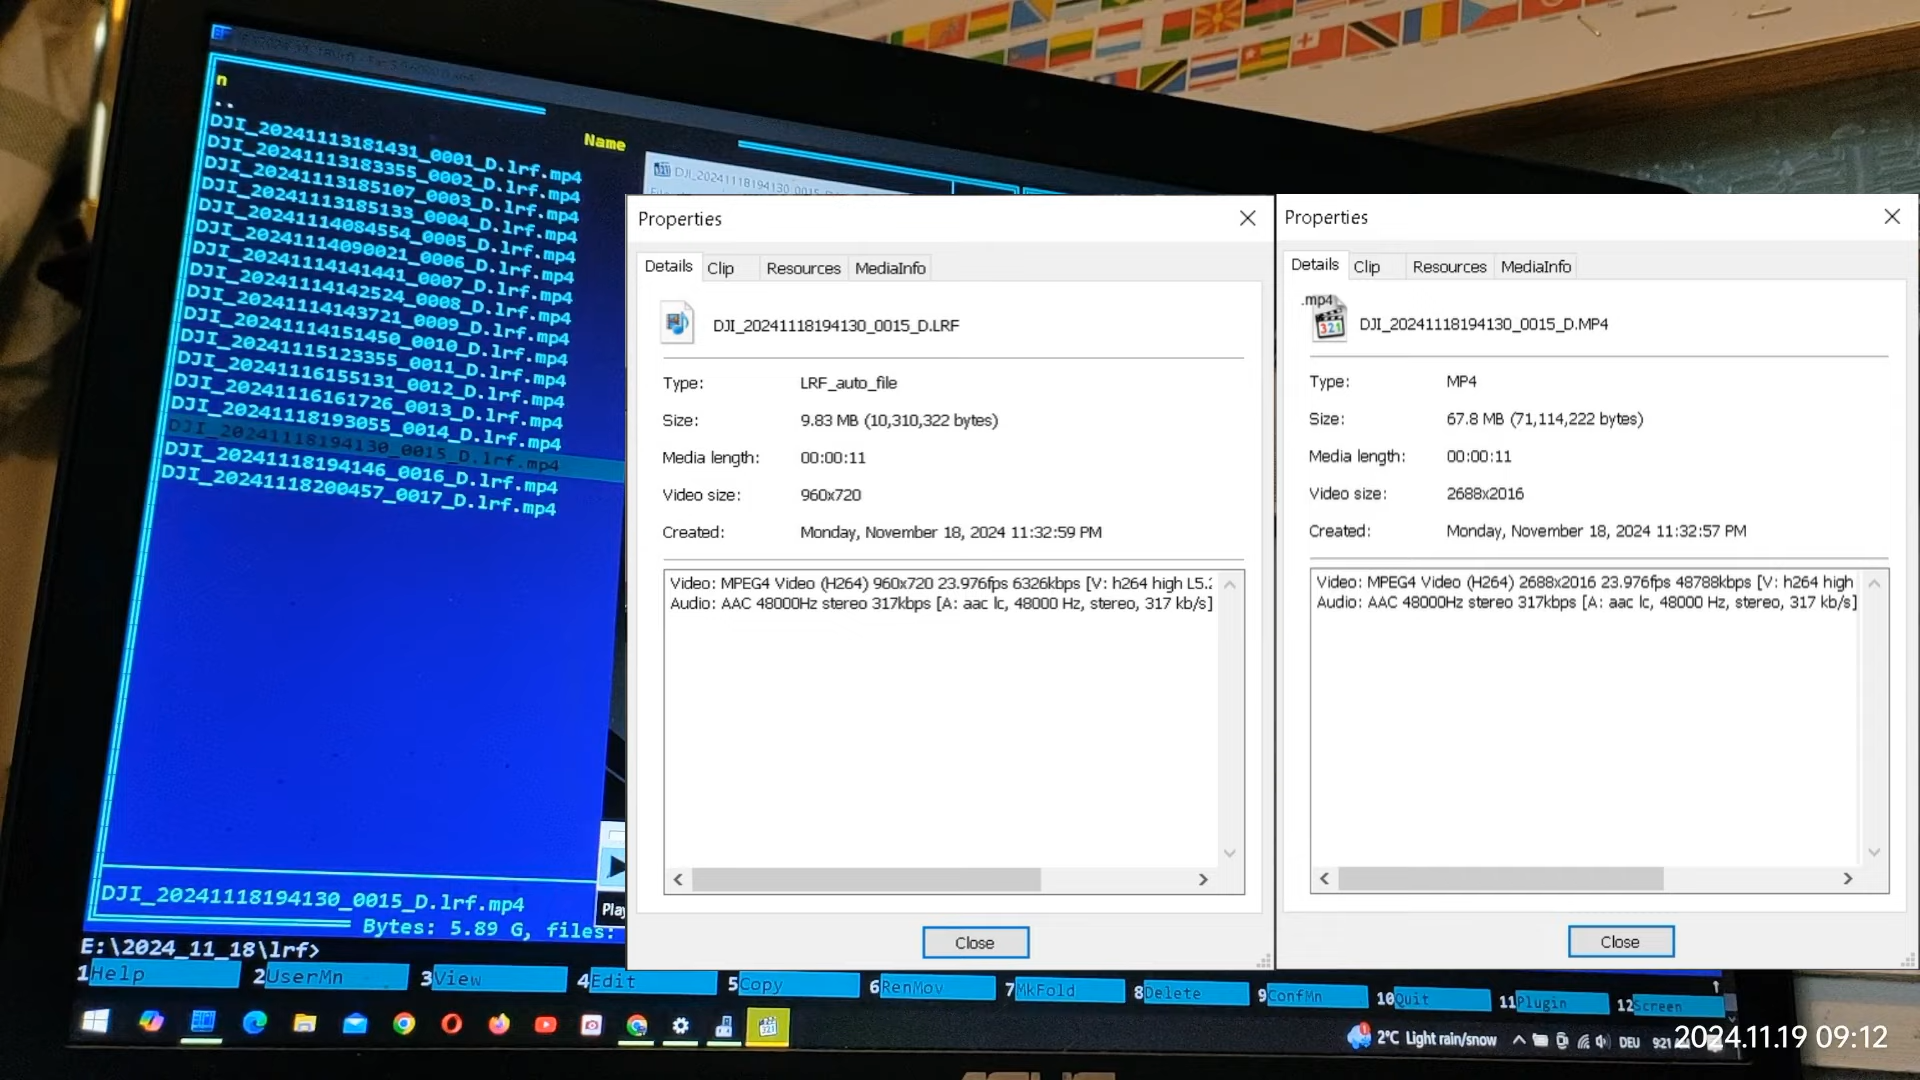 n
Name
..
DJI_20241113181431_0001_D.lrf.mp4
DJI_20241113183355_0002_D.lrf.mp4
DJI_20241113185107_0003_D.lrf.mp4
DJI_20241113185133_0004_D.lrf.mp4
DJI_20241114084554_0005_D.lrf.mp4
DJI_20241114090021_0006_D.lrf.mp4
DJI_20241114141441_0007_D.lrf.mp4
DJI_20241114142524_0008_D.lrf.mp4
DJI_20241114143721_0009_D.lrf.mp4
DJI_20241114151450_0010_D.lrf.mp4
DJI_20241115123355_0011_D.lrf.mp4
DJI_20241116155131_0012_D.lrf.mp4
DJI_20241116161726_0013_D.lrf.mp4
DJI_20241118193055_0014_D.lrf.mp4
DJI_20241118194130_0015_D.lrf.mp4
DJI_20241118194146_0016_D.lrf.mp4
DJI_20241118200457_0017_D.lrf.mp4
DJI_20241118194130_0015_D.lrf.mp4
Bytes: 5.89 G, files:
E:\2024_11_18\lrf>
1Help 2UserMn 3View 4Edit 5Copy 6RenMov 7MkFold 8Delete 9ConfMn 10Quit 11Plugin 12Screen
DJI_20241118194130_0015
Play
Properties
Details Clip Resources MediaInfo
DJI_20241118194130_0015_D.LRF
Type: LRF_auto_file
Size: 9.83 MB (10,310,322 bytes)
Media length: 00:00:11
Video size: 960x720
Created: Monday, November 18, 2024 11:32:59 PM
Video: MPEG4 Video (H264) 960x720 23.976fps 6326kbps [V: h264 high L5.2
Audio: AAC 48000Hz stereo 317kbps [A: aac lc, 48000 Hz, stereo, 317 kb/s]
Close
Properties
Details Clip Resources MediaInfo
.mp4
321
DJI_20241118194130_0015_D.MP4
Type: MP4
Size: 67.8 MB (71,114,222 bytes)
Media length: 00:00:11
Video size: 2688x2016
Created: Monday, November 18, 2024 11:32:57 PM
Video: MPEG4 Video (H264) 2688x2016 23.976fps 48788kbps [V: h264 high
Audio: AAC 48000Hz stereo 317kbps [A: aac lc, 48000 Hz, stereo, 317 kb/s]
Close
2°C Light rain/snow DEU
2024.11.19 09:12